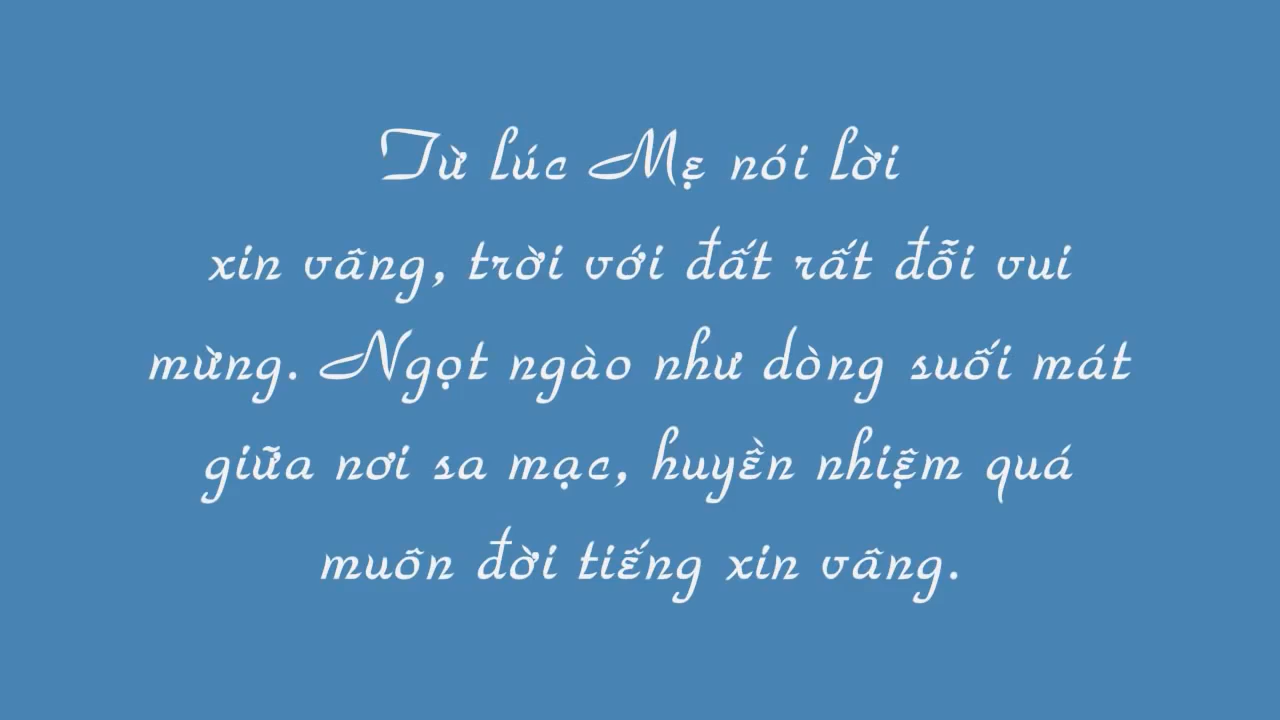 Từ lúc Mẹ nói lời
xin vâng, trời với đất rất đỗi vui
mừng. Ngọt ngào như dòng suối mát
giữa nơi sa mạc, huyền nhiệm quá
muôn đời tiếng xin vâng.